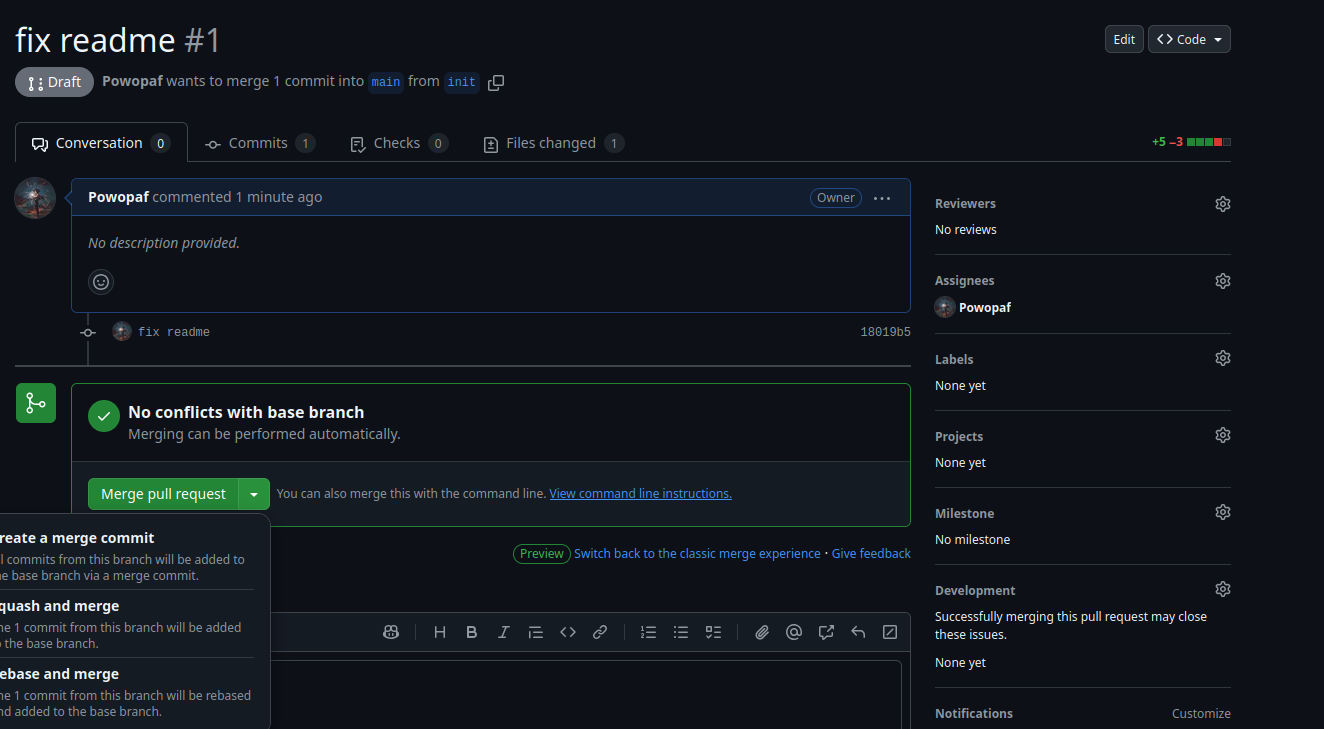 fix readme #1
Edit
Code
Draft
Powopaf wants to merge 1 commit into main from init
Conversation 0
Commits 1
Checks 0
Files changed 1
+5 −3
Powopaf commented 1 minute ago
Owner
No description provided.
fix readme
18019b5
No conflicts with base branch
Merging can be performed automatically.
Merge pull request
You can also merge this with the command line. View command line instructions.
reate a merge commit
l commits from this branch will be added to
e base branch via a merge commit.
quash and merge
ne 1 commit from this branch will be added
o the base branch.
ebase and merge
ne 1 commit from this branch will be rebased
nd added to the base branch.
Preview Switch back to the classic merge experience · Give feedback
Reviewers
No reviews
Assignees
Powopaf
Labels
None yet
Projects
None yet
Milestone
No milestone
Development
Successfully merging this pull request may close
these issues.
None yet
Notifications
Customize